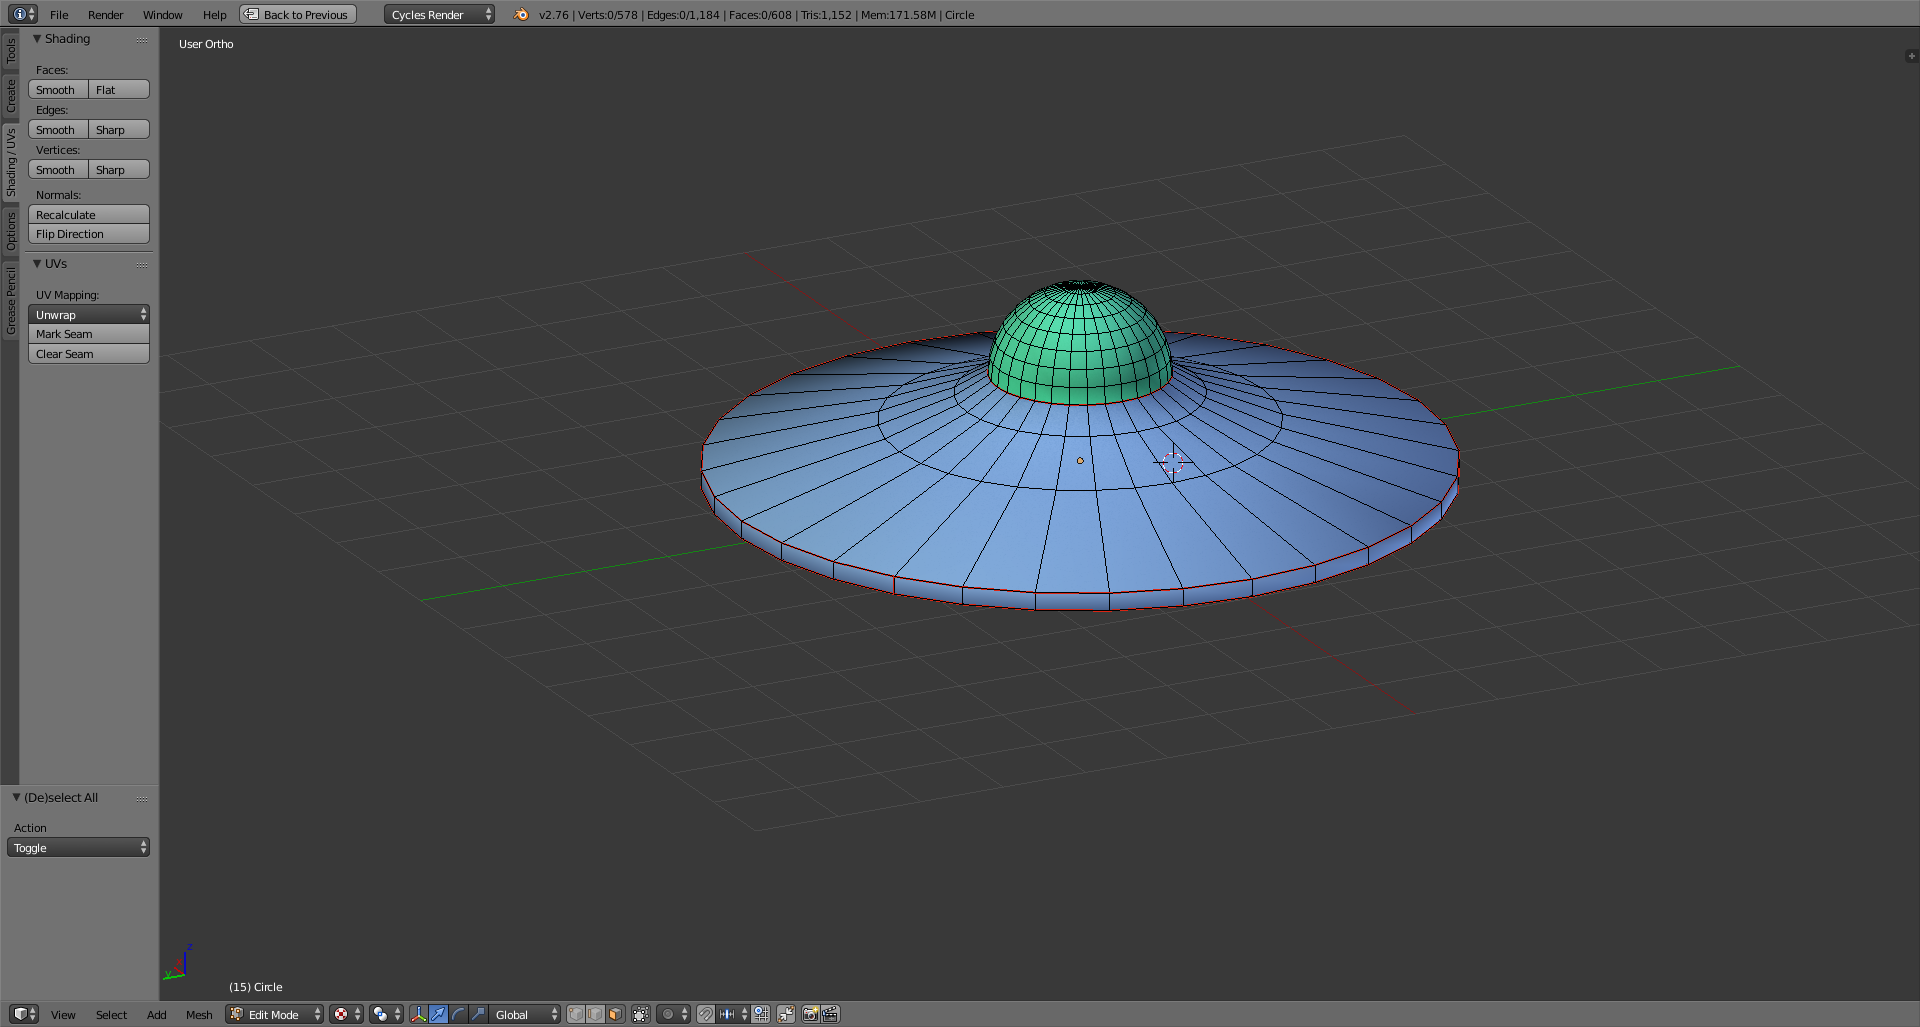 File Render Window Help Back to Previous Cycles Render v2.76 | Verts:0/578 | Edges:0/1,184 | Faces:0/608 | Tris:1,152 | Mem:171.58M | Circle
Tools
Create
Shading / UVs
Options
Grease Pencil
Shading
Faces:
Smooth Flat
Edges:
Smooth Sharp
Vertices:
Smooth Sharp
Normals:
Recalculate
Flip Direction
UVs
UV Mapping:
Unwrap
Mark Seam
Clear Seam
(De)select All
Action
Toggle
User Ortho
z
y
(15) Circle
View Select Add Mesh Edit Mode Global